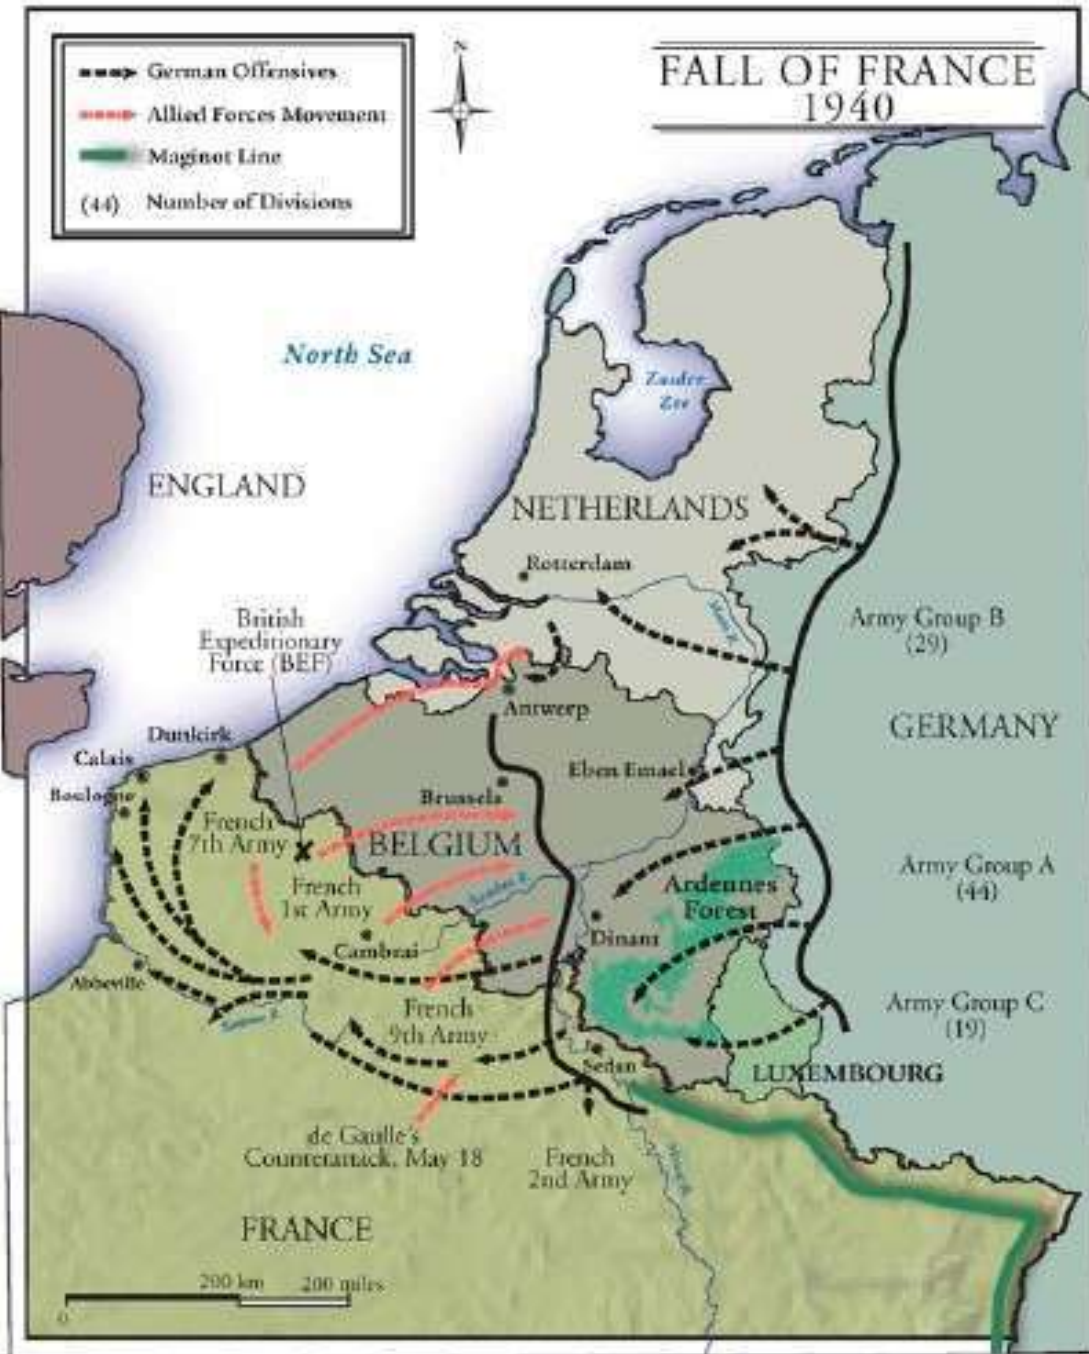 German Offensives
Allied Forces Movement
Maginot Line
(44) Number of Divisions
N
FALL OF FRANCE
1940
North Sea
Zuider
Zee
ENGLAND
NETHERLANDS
Rotterdam
British
Expeditionary
Force (BEF)
Army Group B
(29)
Antwerp
GERMANY
Dunkirk
Calais
Boulogne
Eben Emael
Brussels
French
7th Army
BELGIUM
Army Group A
(44)
French
1st Army
Ardennes
Forest
Cambrai
Dinant
Abbeville
French
9th Army
Army Group C
(19)
Sedan
LUXEMBOURG
de Gaulle's
Counterattack, May 18
French
2nd Army
FRANCE
200 km 200 miles
0